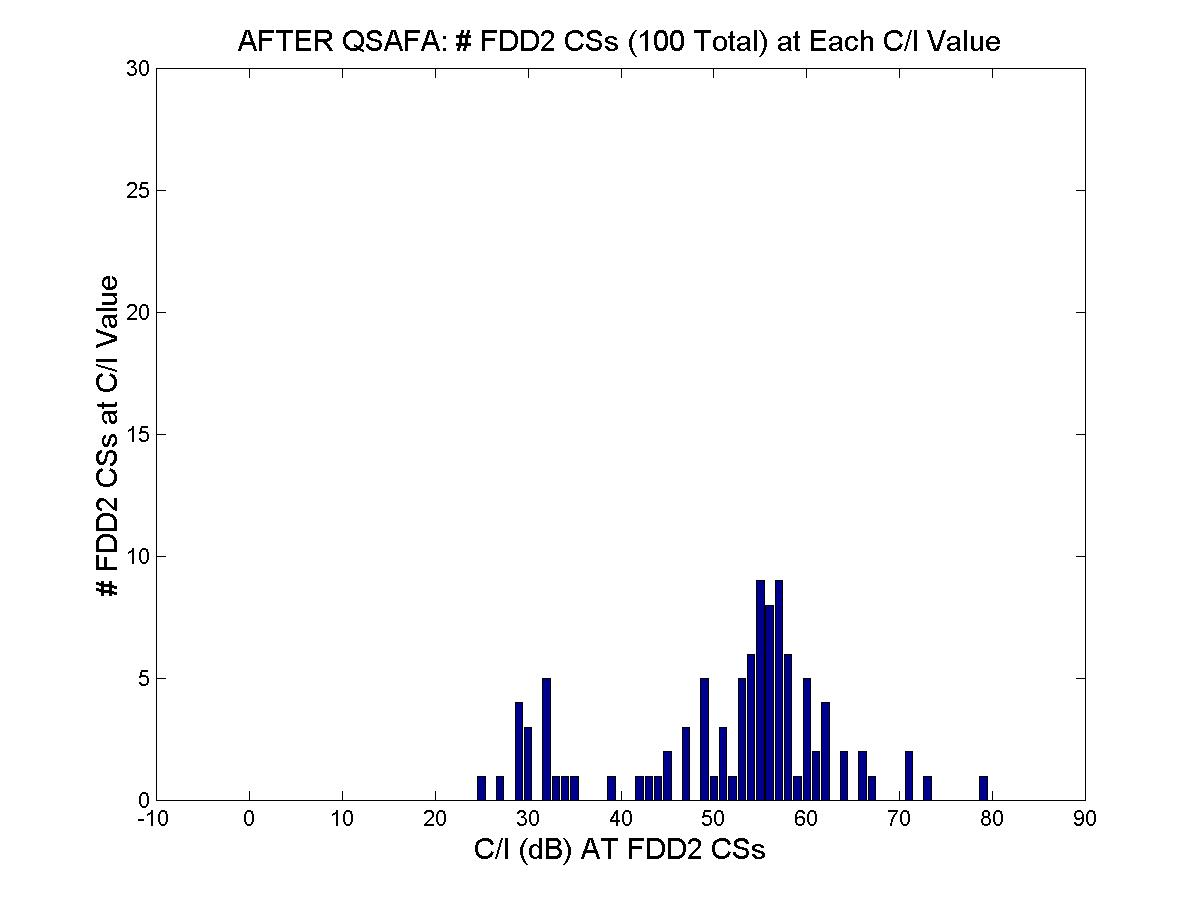 AFTER QSAFA: # FDD2 CSs (100 Total) at Each C/I Value
30
25
20
15
10
5
0
# FDD2 CSs at C/I Value
-10 0 10 20 30 40 50 60 70 80 90
C/I (dB) AT FDD2 CSs